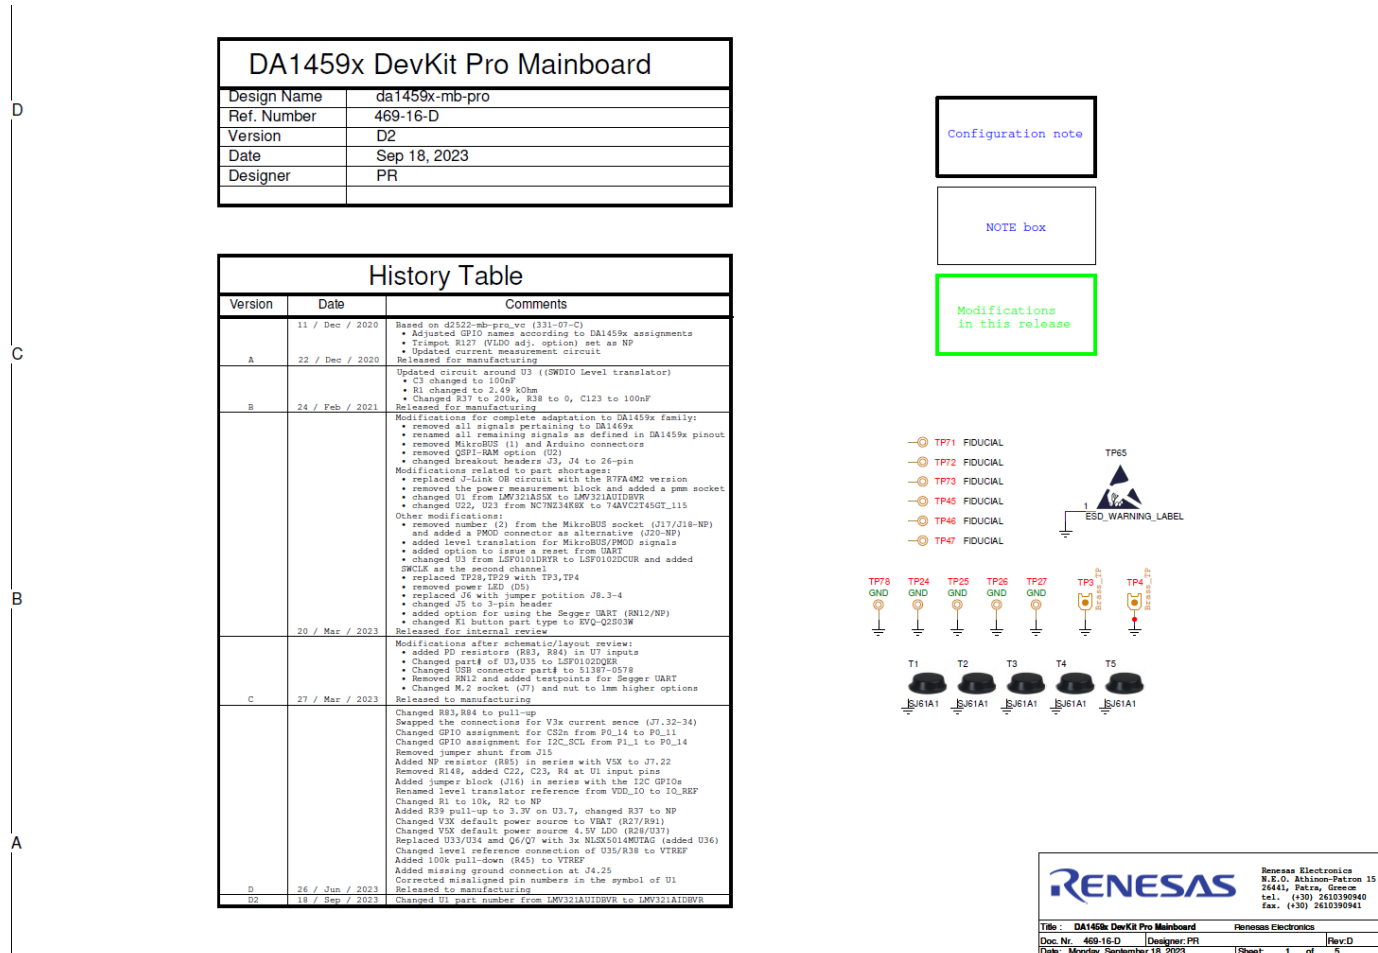 DA1459x DevKit Pro Mainboard
Design Name da1459x-mb-pro
Ref. Number 469-16-D
Version D2
Date Sep 18, 2023
Designer PR
D
C
B
A
Configuration note
NOTE box
Modifications
in this release
History Table
Version Date Comments
11 / Dec / 2020 Based on d2522-mb-pro_vc (331-07-C)
• Adjusted GPIO names according to DA1459x assignments
• Trimpot R127 (VLDO adj. option) set as NP
• Updated current measurement circuit
A 22 / Dec / 2020 Released for manufacturing
Updated circuit around U3 ((SWDIO Level translator)
• C3 changed to 100nF
• R1 changed to 2.49 kOhm
• Changed R37 to 200k, R38 to 0, C123 to 100nF
B 24 / Feb / 2021 Released for manufacturing
Modifications for complete adaptation to DA1459x family:
• removed all signals pertaining to DA1469x
• renamed all remaining signals as defined in DA1459x pinout
• removed MikroBUS (1) and Arduino connectors
• removed QSPI-RAM option (U2)
• changed breakout headers J3, J4 to 26-pin
Modifications related to part shortages:
• replaced J-Link OB circuit with the R7FA4M2 version
• removed the power measurement block and added a pmm socket
• changed U1 from LMV321AS5X to LMV321AUIDBVR
• changed U22, U23 from NC7NZ34K8X to 74AVC2T45GT_115
Other modifications:
• removed number (2) from the MikroBUS socket (J17/J18-NP)
and added a PMOD connector as alternative (J20-NP)
• added level translation for MikroBUS/PMOD signals
• added option to issue a reset from UART
• changed U3 from LSF0101DRYR to LSF0102DCUR and added
SWCLK as the second channel
• replaced TP28,TP29 with TP3,TP4
• removed power LED (D5)
• replaced J6 with jumper potition J8.3-4
• changed J5 to 3-pin header
• added option for using the Segger UART (RN12/NP)
• changed K1 button part type to EVQ-Q2S03W
20 / Mar / 2023 Released for internal review
Modifications after schematic/layout review:
• added PD resistors (R83, R84) in U7 inputs
• Changed part# of U3,U35 to LSF0102DQER
• Changed USB connector part# to 51387-0578
• Removed RN12 and added testpoints for Segger UART
• Changed M.2 socket (J7) and nut to 1mm higher options
C 27 / Mar / 2023 Released to manufacturing
Changed R83,R84 to pull-up
Swapped the connections for V3x current sence (J7.32-34)
Changed GPIO assignment for CS2n from P0_14 to P0_11
Changed GPIO assignment for I2C_SCL from P1_1 to P0_14
Removed jumper shunt from J15
Added NP resistor (R85) in series with V5X to J7.22
Removed R148, added C22, C23, R4 at U1 input pins
Added jumper block (J16) in series with the I2C GPIOs
Renamed level translator reference from VDD_IO to IO_REF
Changed R1 to 10k, R2 to NP
Added R39 pull-up to 3.3V on U3.7, changed R37 to NP
Changed V3X default power source to VBAT (R27/R91)
Changed V5X default power source 4.5V LDO (R28/U37)
Replaced U33/U34 amd Q6/Q7 with 3x NLSX5014MUTAG (added U36)
Changed level reference connection of U35/R38 to VTREF
Added 100k pull-down (R45) to VTREF
Added missing ground connection at J4.25
Corrected misaligned pin numbers in the symbol of U1
D 26 / Jun / 2023 Released to manufacturing
D2 18 / Sep / 2023 Changed U1 part number from LMV321AUIDBVR to LMV321AIDBVR
TP71 FIDUCIAL
TP72 FIDUCIAL
TP73 FIDUCIAL
TP45 FIDUCIAL
TP46 FIDUCIAL
TP47 FIDUCIAL
TP65
1
ESD_WARNING_LABEL
TP78 TP24 TP25 TP26 TP27 TP3 TP4
GND GND GND GND GND
Brass_TP Brass_TP
T1 T2 T3 T4 T5
SJ61A1 SJ61A1 SJ61A1 SJ61A1 SJ61A1
RENESAS
Renesas Electronics
N.E.O. Athinon-Patron 15
26441, Patra, Greece
tel. (+30) 2610390940
fax. (+30) 2610390941
Title : DA1459x DevKit Pro Mainboard Renesas Electronics
Doc. Nr. 469-16-D Designer: PR Rev:D
Date: Monday, September 18, 2023 Sheet: 1 of 5